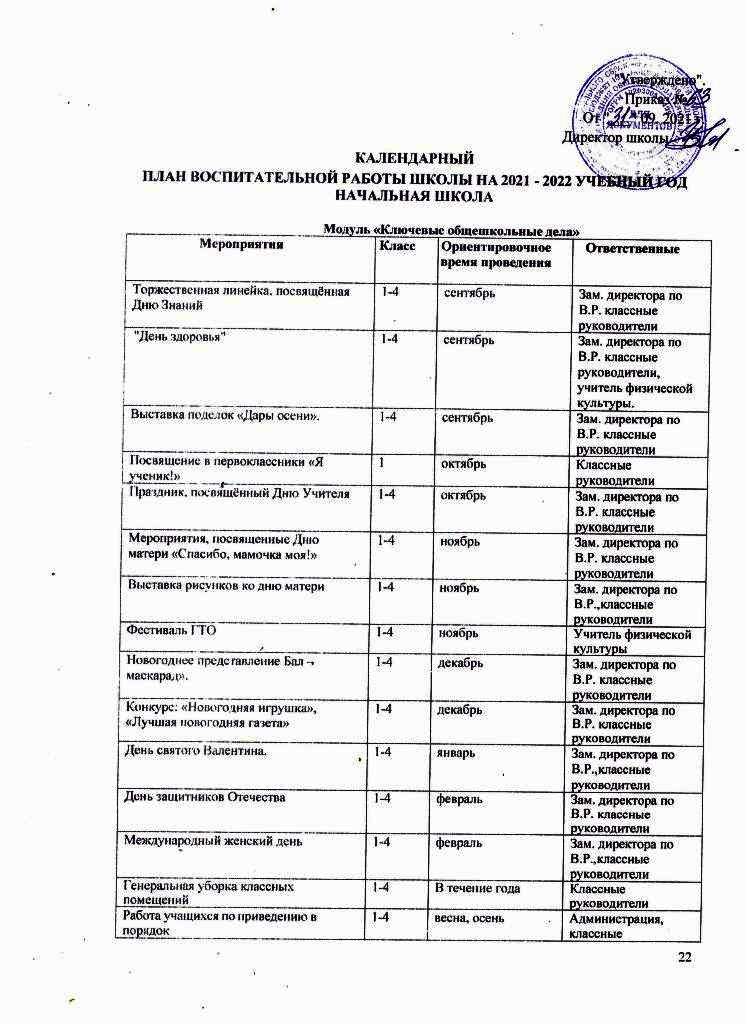 "Утверждено".
Приказ №
От "31" 09. 2021 г
Директор школы
ДОКУМЕНТОВ
КАЛЕНДАРНЫЙ
ПЛАН ВОСПИТАТЕЛЬНОЙ РАБОТЫ ШКОЛЫ НА 2021 - 2022 УЧЕБНЫЙ ГОД
НАЧАЛЬНАЯ ШКОЛА
Модуль «Ключевые общешкольные дела»
Мероприятия Класс Ориентировочное Ответственные
время проведения
Торжественная линейка, посвящённая 1-4 сентябрь Зам. директора по
Дню Знаний В.Р. классные
руководители
"День здоровья" 1-4 сентябрь Зам. директора по
В.Р. классные
руководители,
учитель физической
культуры.
Выставка поделок «Дары осени». 1-4 сентябрь Зам. директора по
В.Р. классные
руководители
Посвящение в первоклассники «Я 1 октябрь Классные
ученик!» руководители
Праздник, посвящённый Дню Учителя 1-4 октябрь Зам. директора по
В.Р. классные
руководители
Мероприятия, посвященные Дню 1-4 ноябрь Зам. директора по
матери «Спасибо, мамочка моя!» В.Р. классные
руководители
Выставка рисунков ко дню матери 1-4 ноябрь Зам. директора по
В.Р.,классные
руководители
Фестиваль ГТО 1-4 ноябрь Учитель физической
культуры
Новогоднее представление Бал - 1-4 декабрь Зам. директора по
маскарад». В.Р. классные
руководители
Конкурс: «Новогодняя игрушка», 1-4 декабрь Зам. директора по
«Лучшая новогодняя газета» В.Р. классные
руководители
День святого Валентина. 1-4 январь Зам. директора по
В.Р.,классные
руководители
День защитников Отечества 1-4 февраль Зам. директора по
В.Р. классные
руководители
Международный женский день 1-4 февраль Зам. директора по
В.Р.,классные
руководители
Генеральная уборка классных 1-4 В течение года Классные
помещений руководители
Работа учащихся по приведению в 1-4 весна, осень Администрация,
порядок классные
22